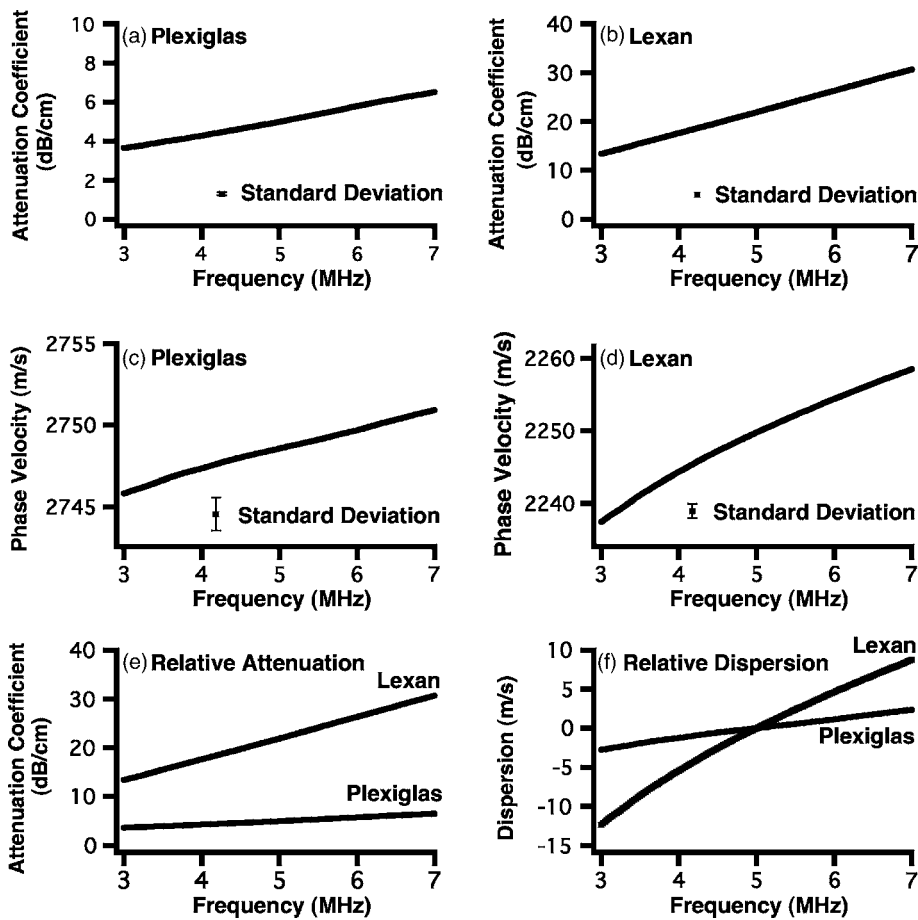 (a) Plexiglas
Attenuation Coefficient
(dB/cm)
10
8
6
4
2
0
Standard Deviation
3 4 5 6 7
Frequency (MHz)
(b) Lexan
Attenuation Coefficient
(dB/cm)
40
30
20
10
0
Standard Deviation
3 4 5 6 7
Frequency (MHz)
(c) Plexiglas
Phase Velocity (m/s)
2755
2750
2745
Standard Deviation
3 4 5 6 7
Frequency (MHz)
(d) Lexan
Phase Velocity (m/s)
2260
2250
2240
Standard Deviation
3 4 5 6 7
Frequency (MHz)
(e) Relative Attenuation
Attenuation Coefficient
(dB/cm)
40
30
20
10
0
Lexan
Plexiglas
3 4 5 6 7
Frequency (MHz)
(f) Relative Dispersion
Dispersion (m/s)
10
5
0
-5
-10
-15
Lexan
Plexiglas
3 4 5 6 7
Frequency (MHz)